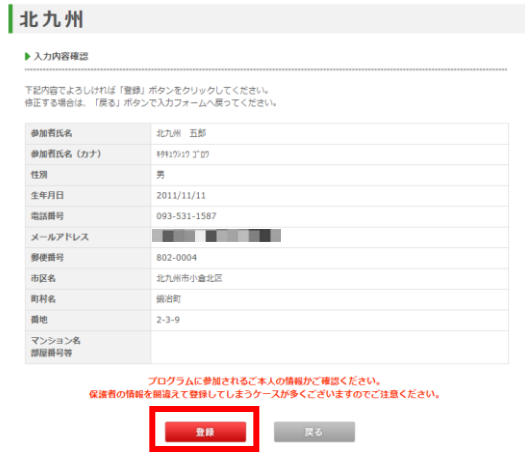 北九州
入力内容確認
下記内容でよろしければ「登録」ボタンをクリックしてください。
修正する場合は、「戻る」ボタンで入力フォームへ戻ってください。
参加者氏名 北九州 五郎
参加者氏名（カナ） ｷﾀｷｭｳｼｭｳ ｺﾞﾛｳ
性別 男
生年月日 2011/11/11
電話番号 093-531-1587
メールアドレス
郵便番号 802-0004
市区名 北九州市小倉北区
町村名 鍛冶町
番地 2-3-9
マンション名
部屋番号等
プログラムに参加されるご本人の情報かご確認ください。
保護者の情報を間違えて登録してしまうケースが多くございますのでご注意ください。
登録 戻る